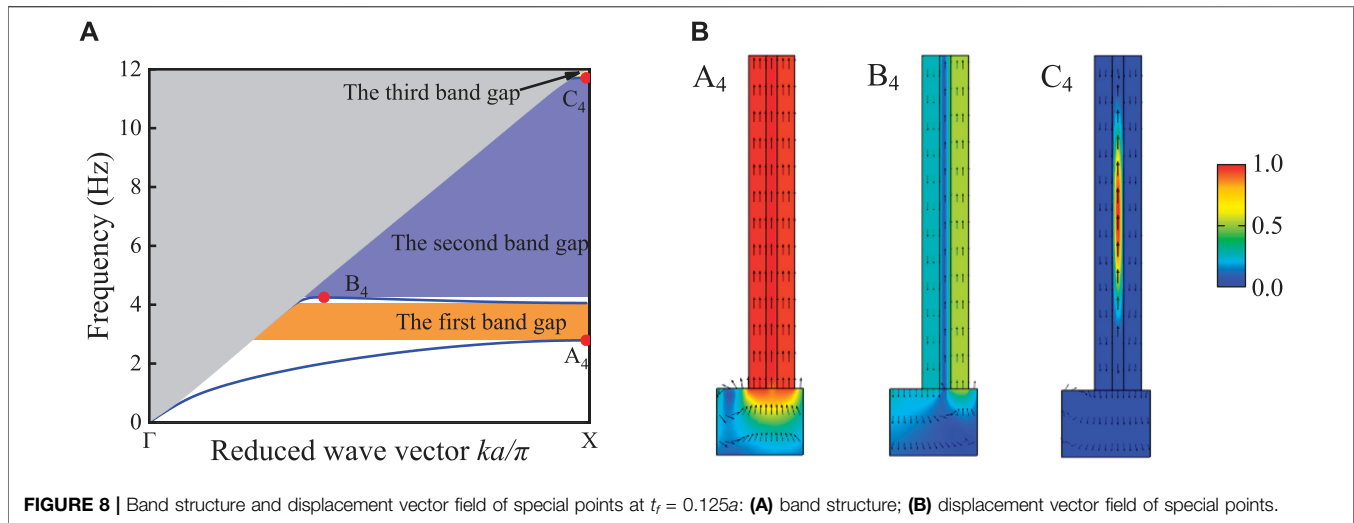 A
B
12
10
8
6
4
2
0
Frequency (Hz)
The third band gap
C4
The second band gap
B4
The first band gap
A4
Γ
X
Reduced wave vector ka/π
A4
B4
C4
1.0
0.5
0.0
FIGURE 8 | Band structure and displacement vector field of special points at tf = 0.125a: (A) band structure; (B) displacement vector field of special points.